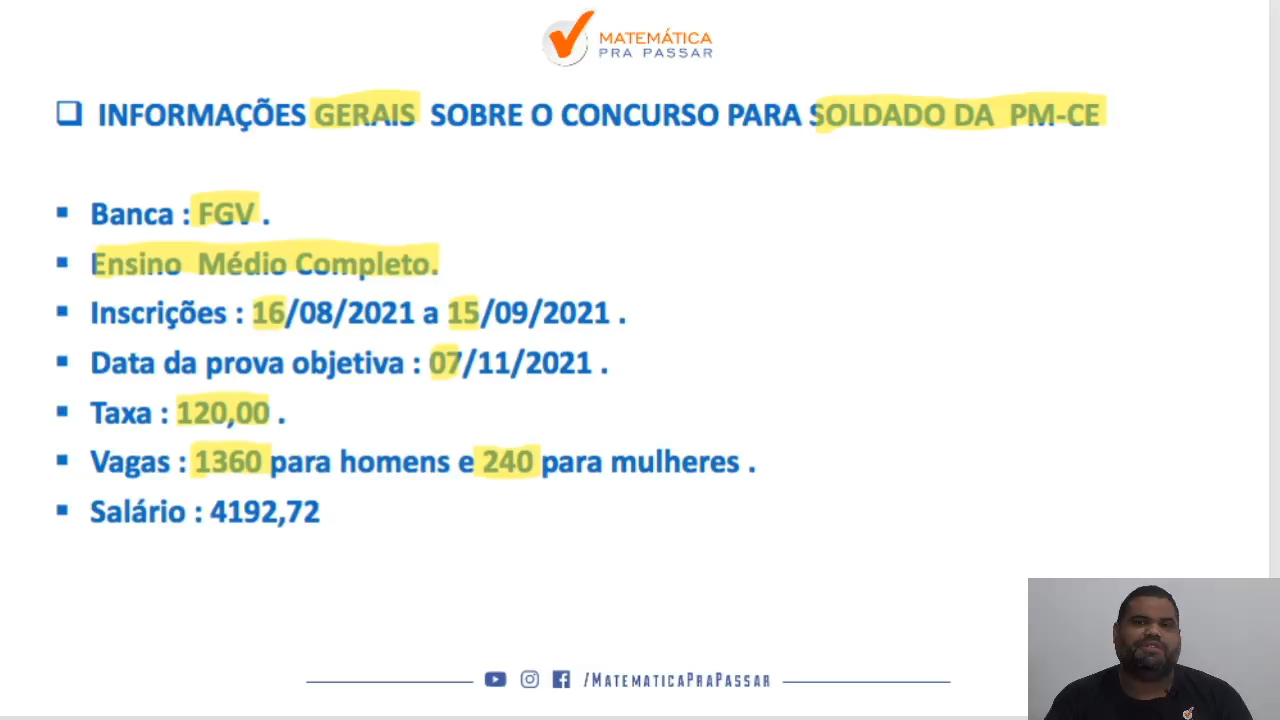 MATEMÁTICA
PRA PASSAR
INFORMAÇÕES GERAIS SOBRE O CONCURSO PARA SOLDADO DA PM-CE
Banca : FGV .
Ensino Médio Completo.
Inscrições : 16/08/2021 a 15/09/2021 .
Data da prova objetiva : 07/11/2021 .
Taxa : 120,00 .
Vagas : 1360 para homens e 240 para mulheres .
Salário : 4192,72
/MATEMATICAPRAPASSAR